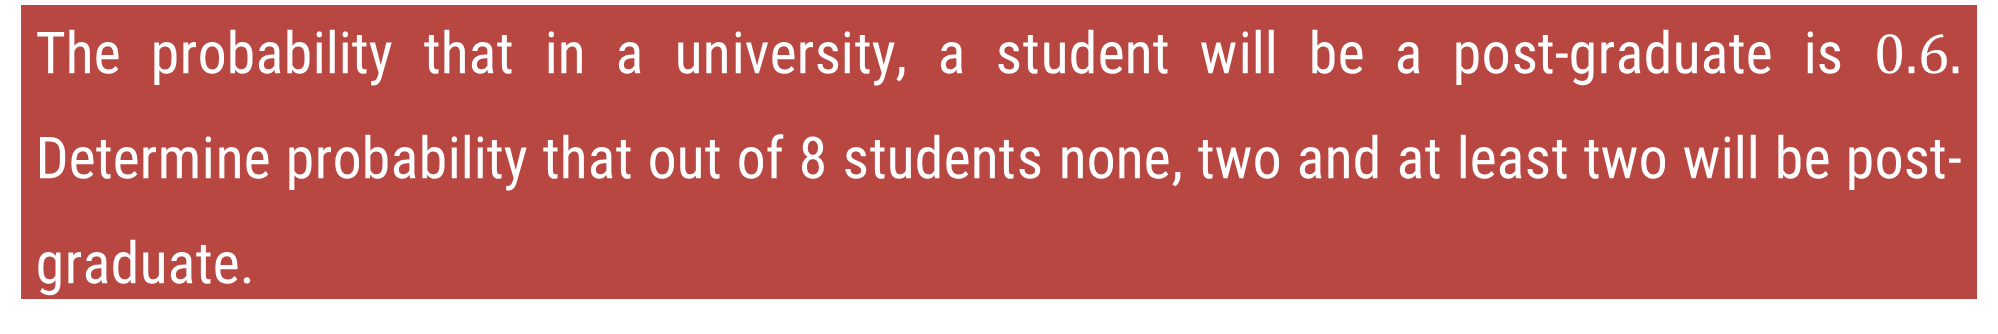 The probability that in a university, a student will be a post-graduate is 0.6.
Determine probability that out of 8 students none, two and at least two will be post-
graduate.